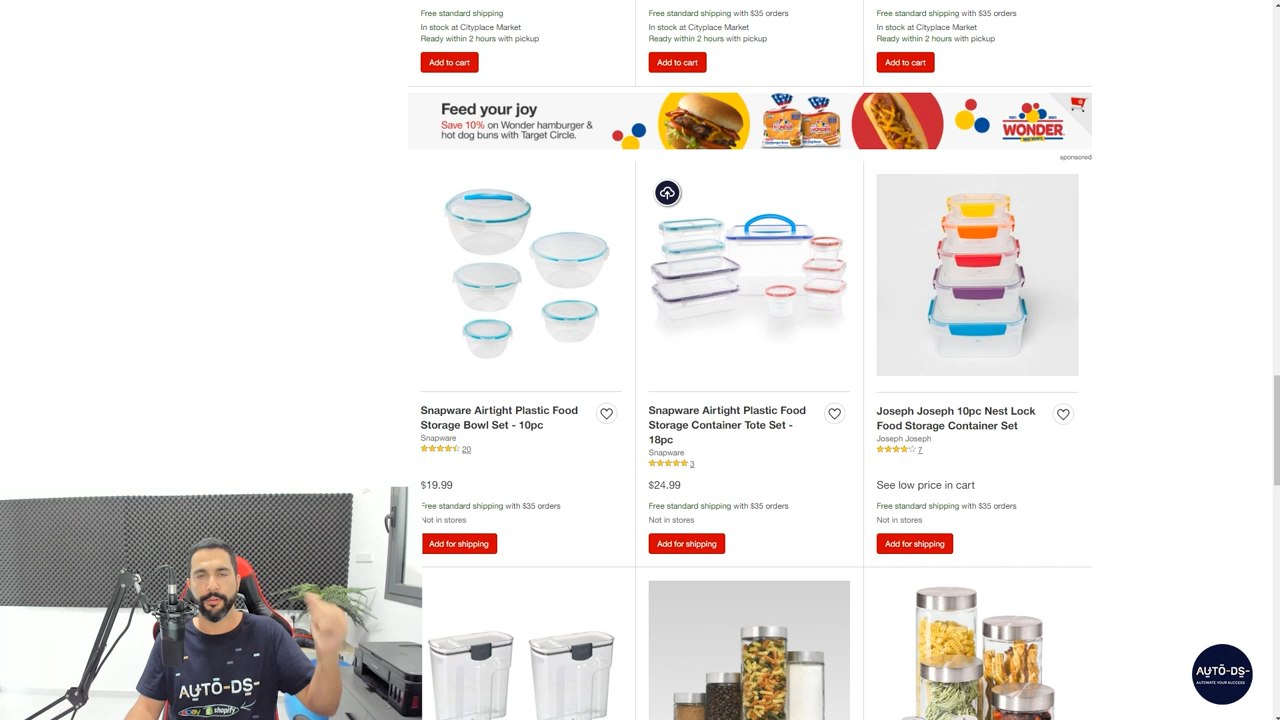 Free standard shipping
In stock at Cityplace Market
Ready within 2 hours with pickup
Add to cart
Free standard shipping with $35 orders
In stock at Cityplace Market
Ready within 2 hours with pickup
Add to cart
Free standard shipping with $35 orders
In stock at Cityplace Market
Ready within 2 hours with pickup
Add to cart
Feed your joy
Save 10% on Wonder hamburger &
hot dog buns with Target Circle.
WONDER
WONDER
WONDER
sponsored
Snapware Airtight Plastic Food
Storage Bowl Set - 10pc
Snapware
20
$19.99
Free standard shipping with $35 orders
Not in stores
Add for shipping
Snapware Airtight Plastic Food
Storage Container Tote Set -
18pc
Snapware
3
$24.99
Free standard shipping with $35 orders
Not in stores
Add for shipping
Joseph Joseph 10pc Nest Lock
Food Storage Container Set
Joseph Joseph
7
See low price in cart
Free standard shipping with $35 orders
Not in stores
Add for shipping
AUTŌ-DS-
ebay shopify
AUTŌ-DS-
AUTOMATE YOUR SUCCESS